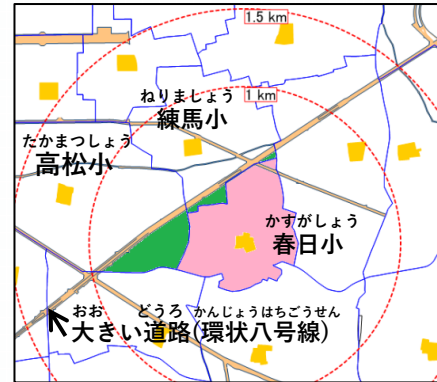 1.5 km
1 km
ねりましょう
練馬小
たかまつしょう
高松小
かすがしょう
春日小
おお どうろ かんじょうはちごうせん
大きい道路(環状八号線)